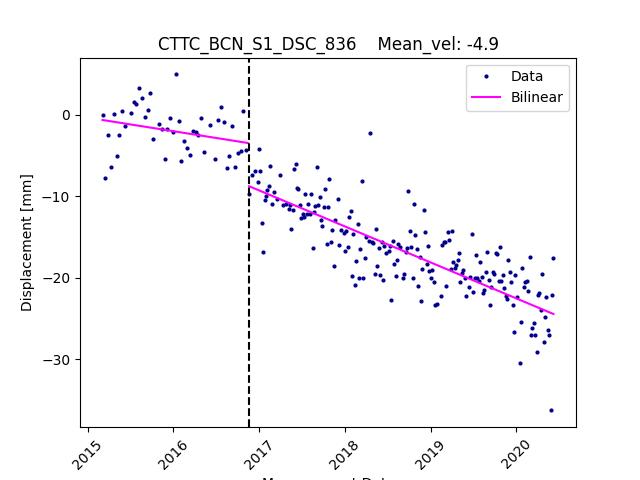 CTTC_BCN_S1_DSC_836    Mean_vel: -4.9
Data
Bilinear
Displacement [mm]
0
−10
−20
−30
2015
2016
2017
2018
2019
2020